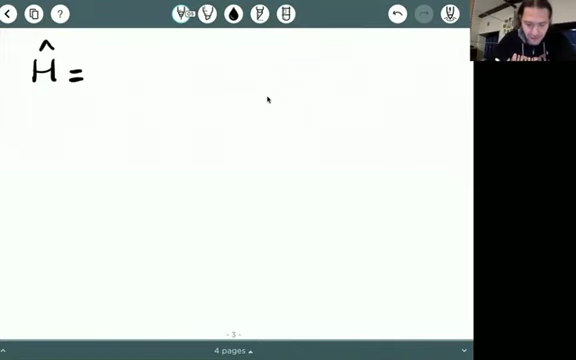 Ĥ =
- 3 -
4 pages